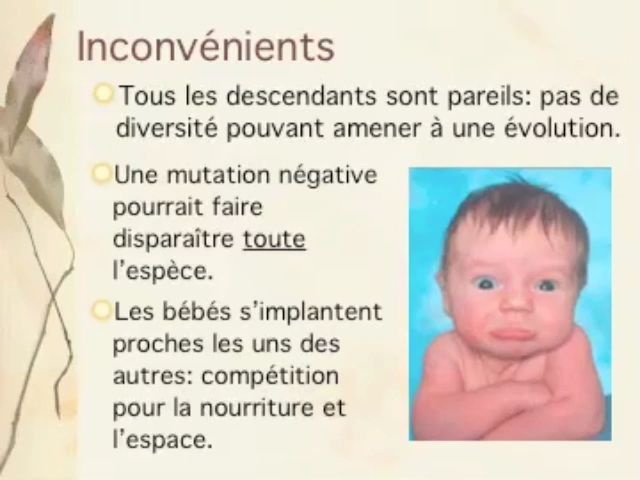 Inconvénients
Tous les descendants sont pareils: pas de
diversité pouvant amener à une évolution.
Une mutation négative
pourrait faire
disparaître toute
l'espèce.
Les bébés s'implantent
proches les uns des
autres: compétition
pour la nourriture et
l'espace.